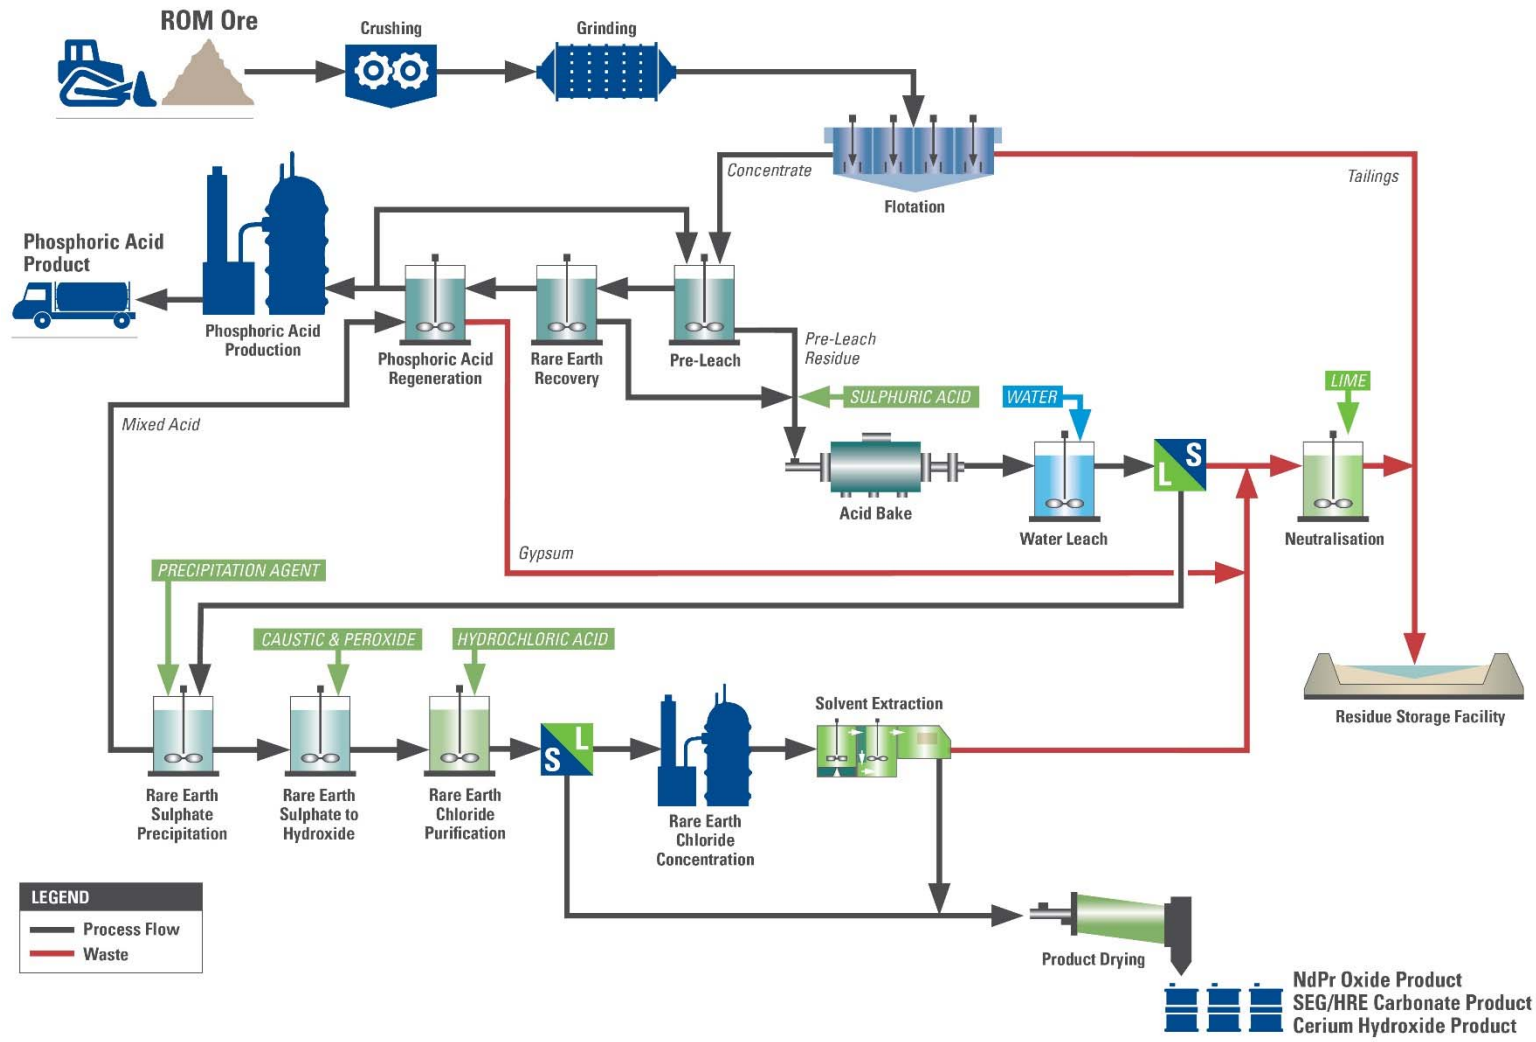 ROM Ore
Crushing
Grinding
Concentrate
Tailings
Flotation
Phosphoric Acid
Product
Phosphoric Acid
Production
Phosphoric Acid
Regeneration
Rare Earth
Recovery
Pre-Leach
Pre-Leach
Residue
SULPHURIC ACID
WATER
LIME
Mixed Acid
L
S
Acid Bake
Water Leach
Neutralisation
Gypsum
PRECIPITATION AGENT
CAUSTIC & PEROXIDE
HYDROCHLORIC ACID
Solvent Extraction
Residue Storage Facility
S
L
Rare Earth
Sulphate
Precipitation
Rare Earth
Sulphate to
Hydroxide
Rare Earth
Chloride
Purification
Rare Earth
Chloride
Concentration
LEGEND
Process Flow
Waste
Product Drying
NdPr Oxide Product
SEG/HRE Carbonate Product
Cerium Hydroxide Product